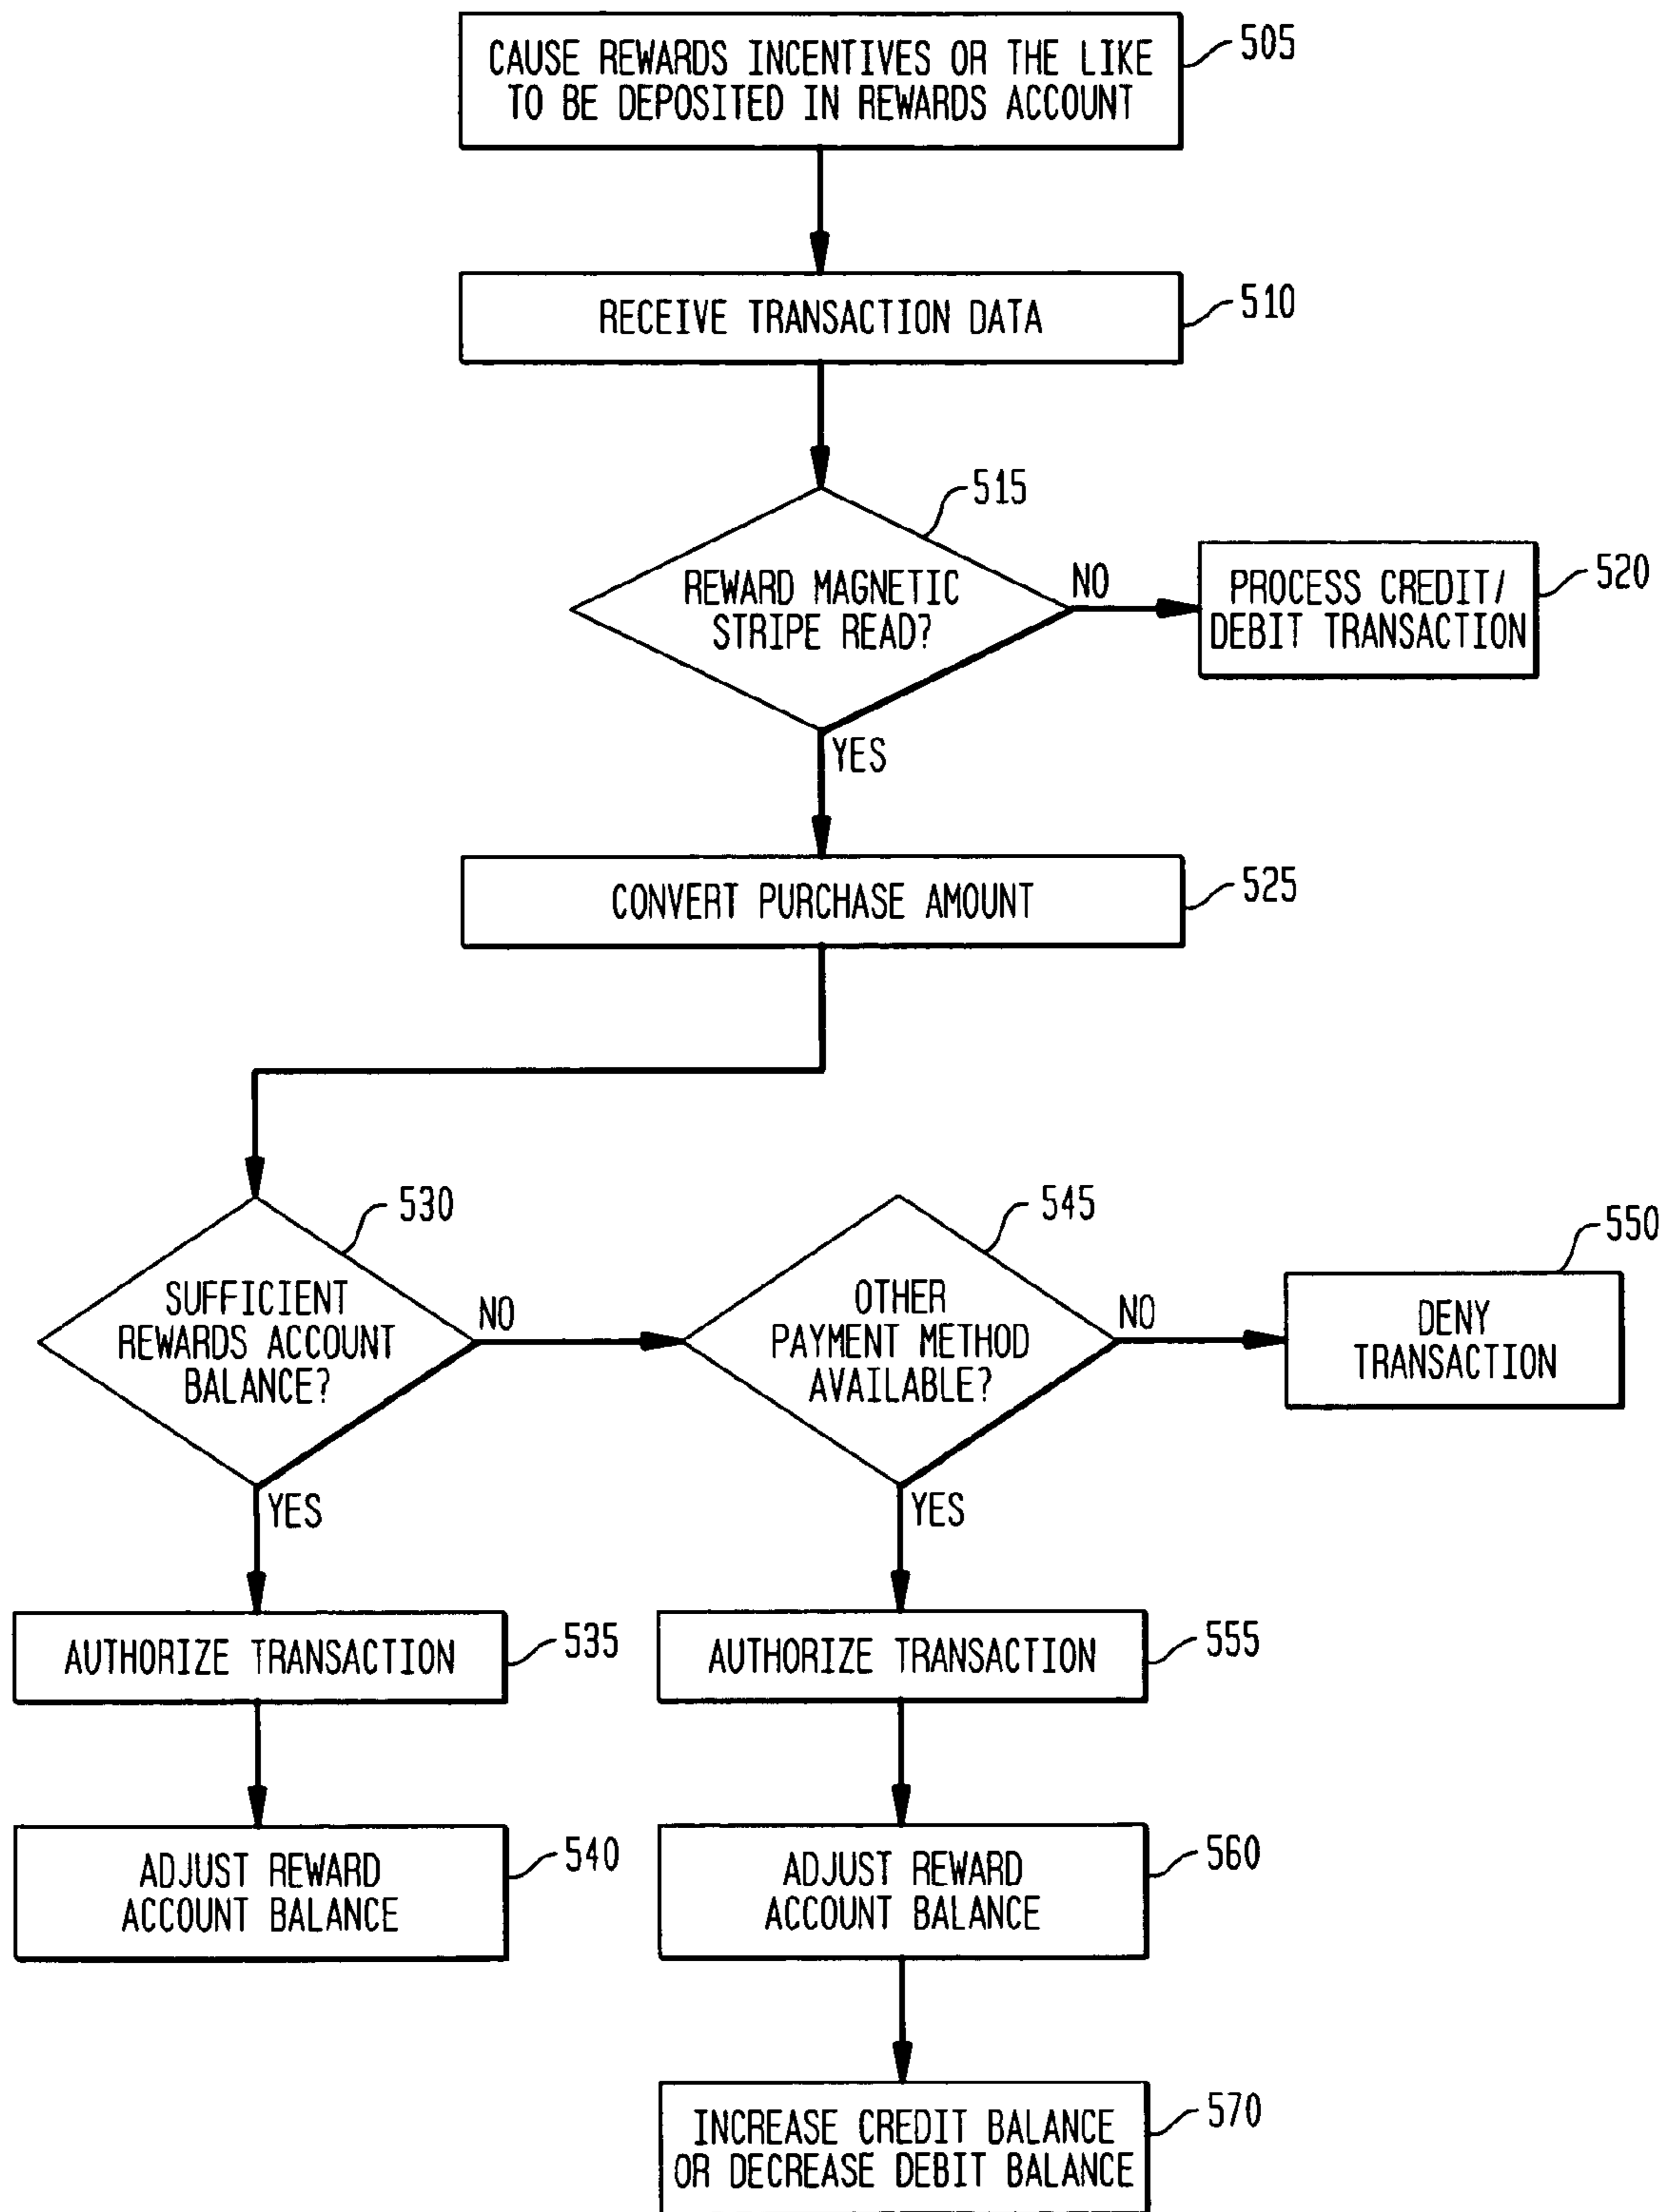 CAUSE REWARDS INCENTIVES OR THE LIKE
TO BE DEPOSITED IN REWARDS ACCOUNT
505
RECEIVE TRANSACTION DATA
510
515
REWARD MAGNETIC
STRIPE READ?
NO
PROCESS CREDIT/
DEBIT TRANSACTION
520
YES
CONVERT PURCHASE AMOUNT
525
530
SUFFICIENT
REWARDS ACCOUNT
BALANCE?
NO
545
OTHER
PAYMENT METHOD
AVAILABLE?
NO
550
DENY
TRANSACTION
YES
YES
AUTHORIZE TRANSACTION
535
AUTHORIZE TRANSACTION
555
ADJUST REWARD
ACCOUNT BALANCE
540
ADJUST REWARD
ACCOUNT BALANCE
560
INCREASE CREDIT BALANCE
OR DECREASE DEBIT BALANCE
570